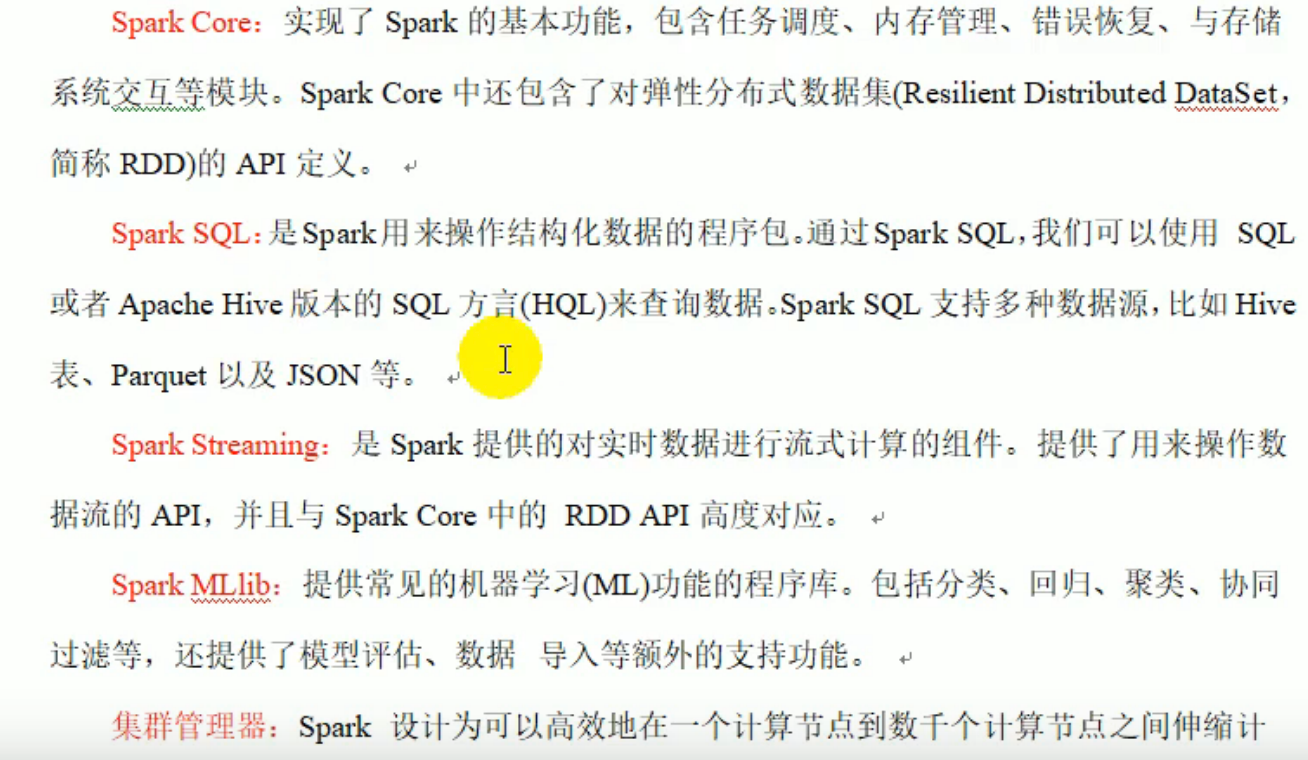 Spark Core：实现了 Spark 的基本功能，包含任务调度、内存管理、错误恢复、与存储
系统交互等模块。Spark Core 中还包含了对弹性分布式数据集(Resilient Distributed DataSet，
简称 RDD)的 API 定义。
Spark SQL：是 Spark 用来操作结构化数据的程序包。通过 Spark SQL，我们可以使用 SQL
或者 Apache Hive 版本的 SQL 方言(HQL)来查询数据。Spark SQL 支持多种数据源，比如 Hive
表、Parquet 以及 JSON 等。
Spark Streaming：是 Spark 提供的对实时数据进行流式计算的组件。提供了用来操作数
据流的 API，并且与 Spark Core 中的 RDD API 高度对应。
Spark MLlib：提供常见的机器学习(ML)功能的程序库。包括分类、回归、聚类、协同
过滤等，还提供了模型评估、数据 导入等额外的支持功能。
集群管理器：Spark 设计为可以高效地在一个计算节点到数千个计算节点之间伸缩计